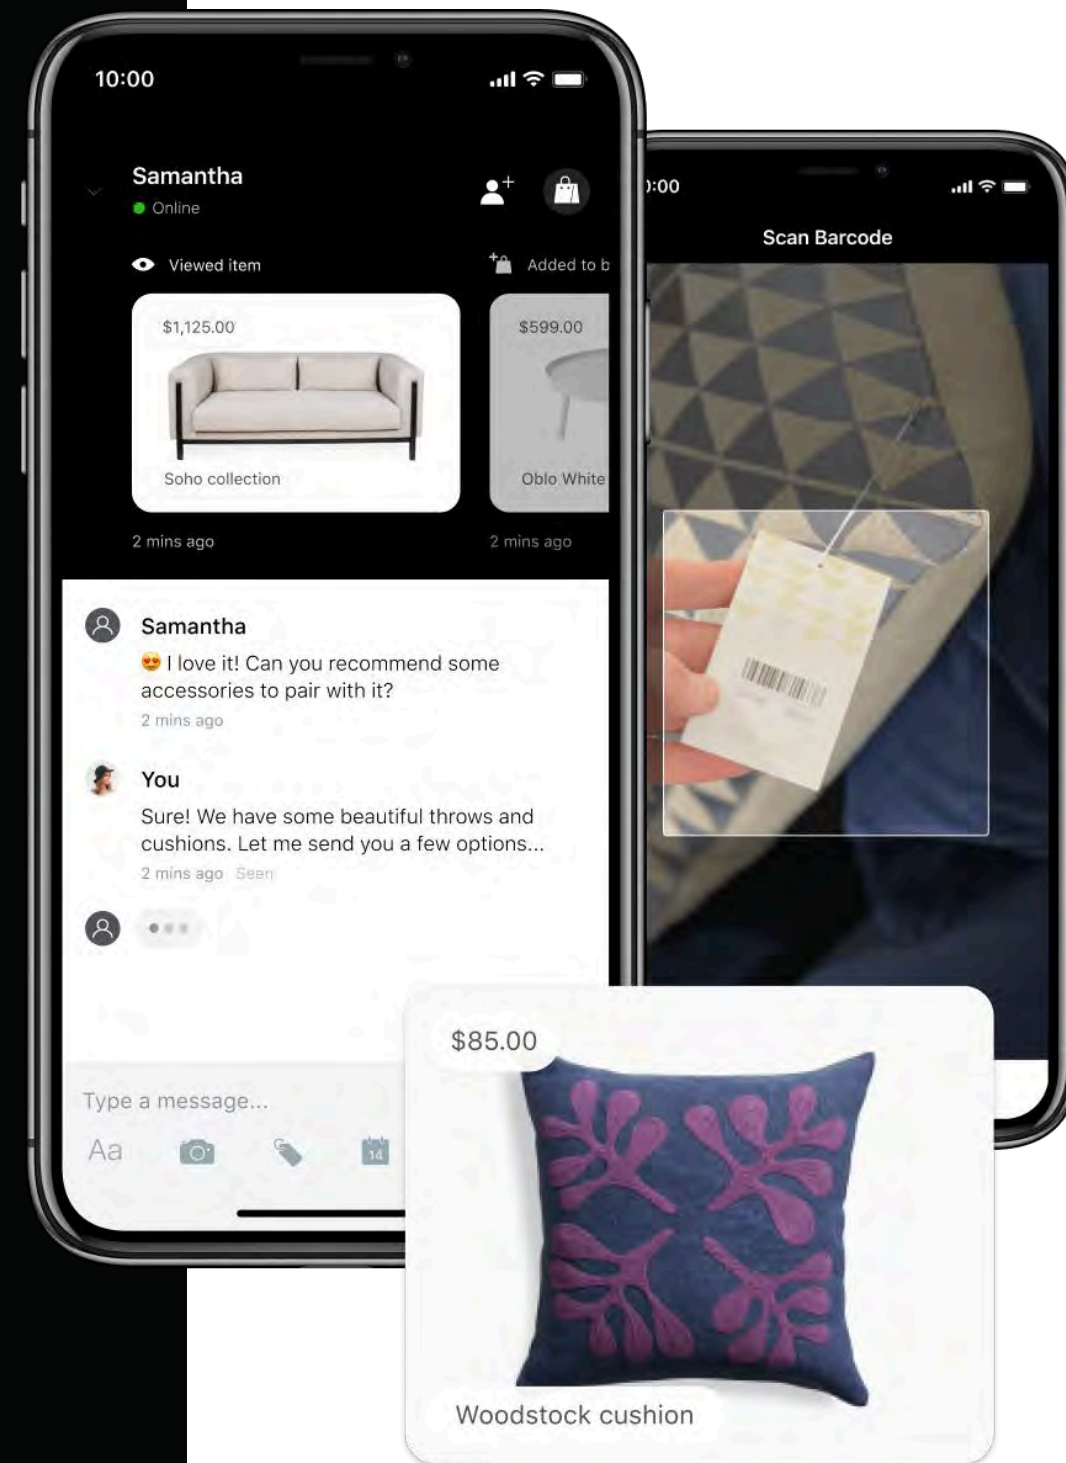 10:00
Samantha
Online
Viewed item
Added to b
$1,125.00
$599.00
Soho collection
Oblo White
2 mins ago
2 mins ago
Samantha
😍 I love it! Can you recommend some
accessories to pair with it?
2 mins ago
You
Sure! We have some beautiful throws and
cushions. Let me send you a few options...
2 mins ago Seen
Type a message...
Aa
14
:00
Scan Barcode
$85.00
Woodstock cushion